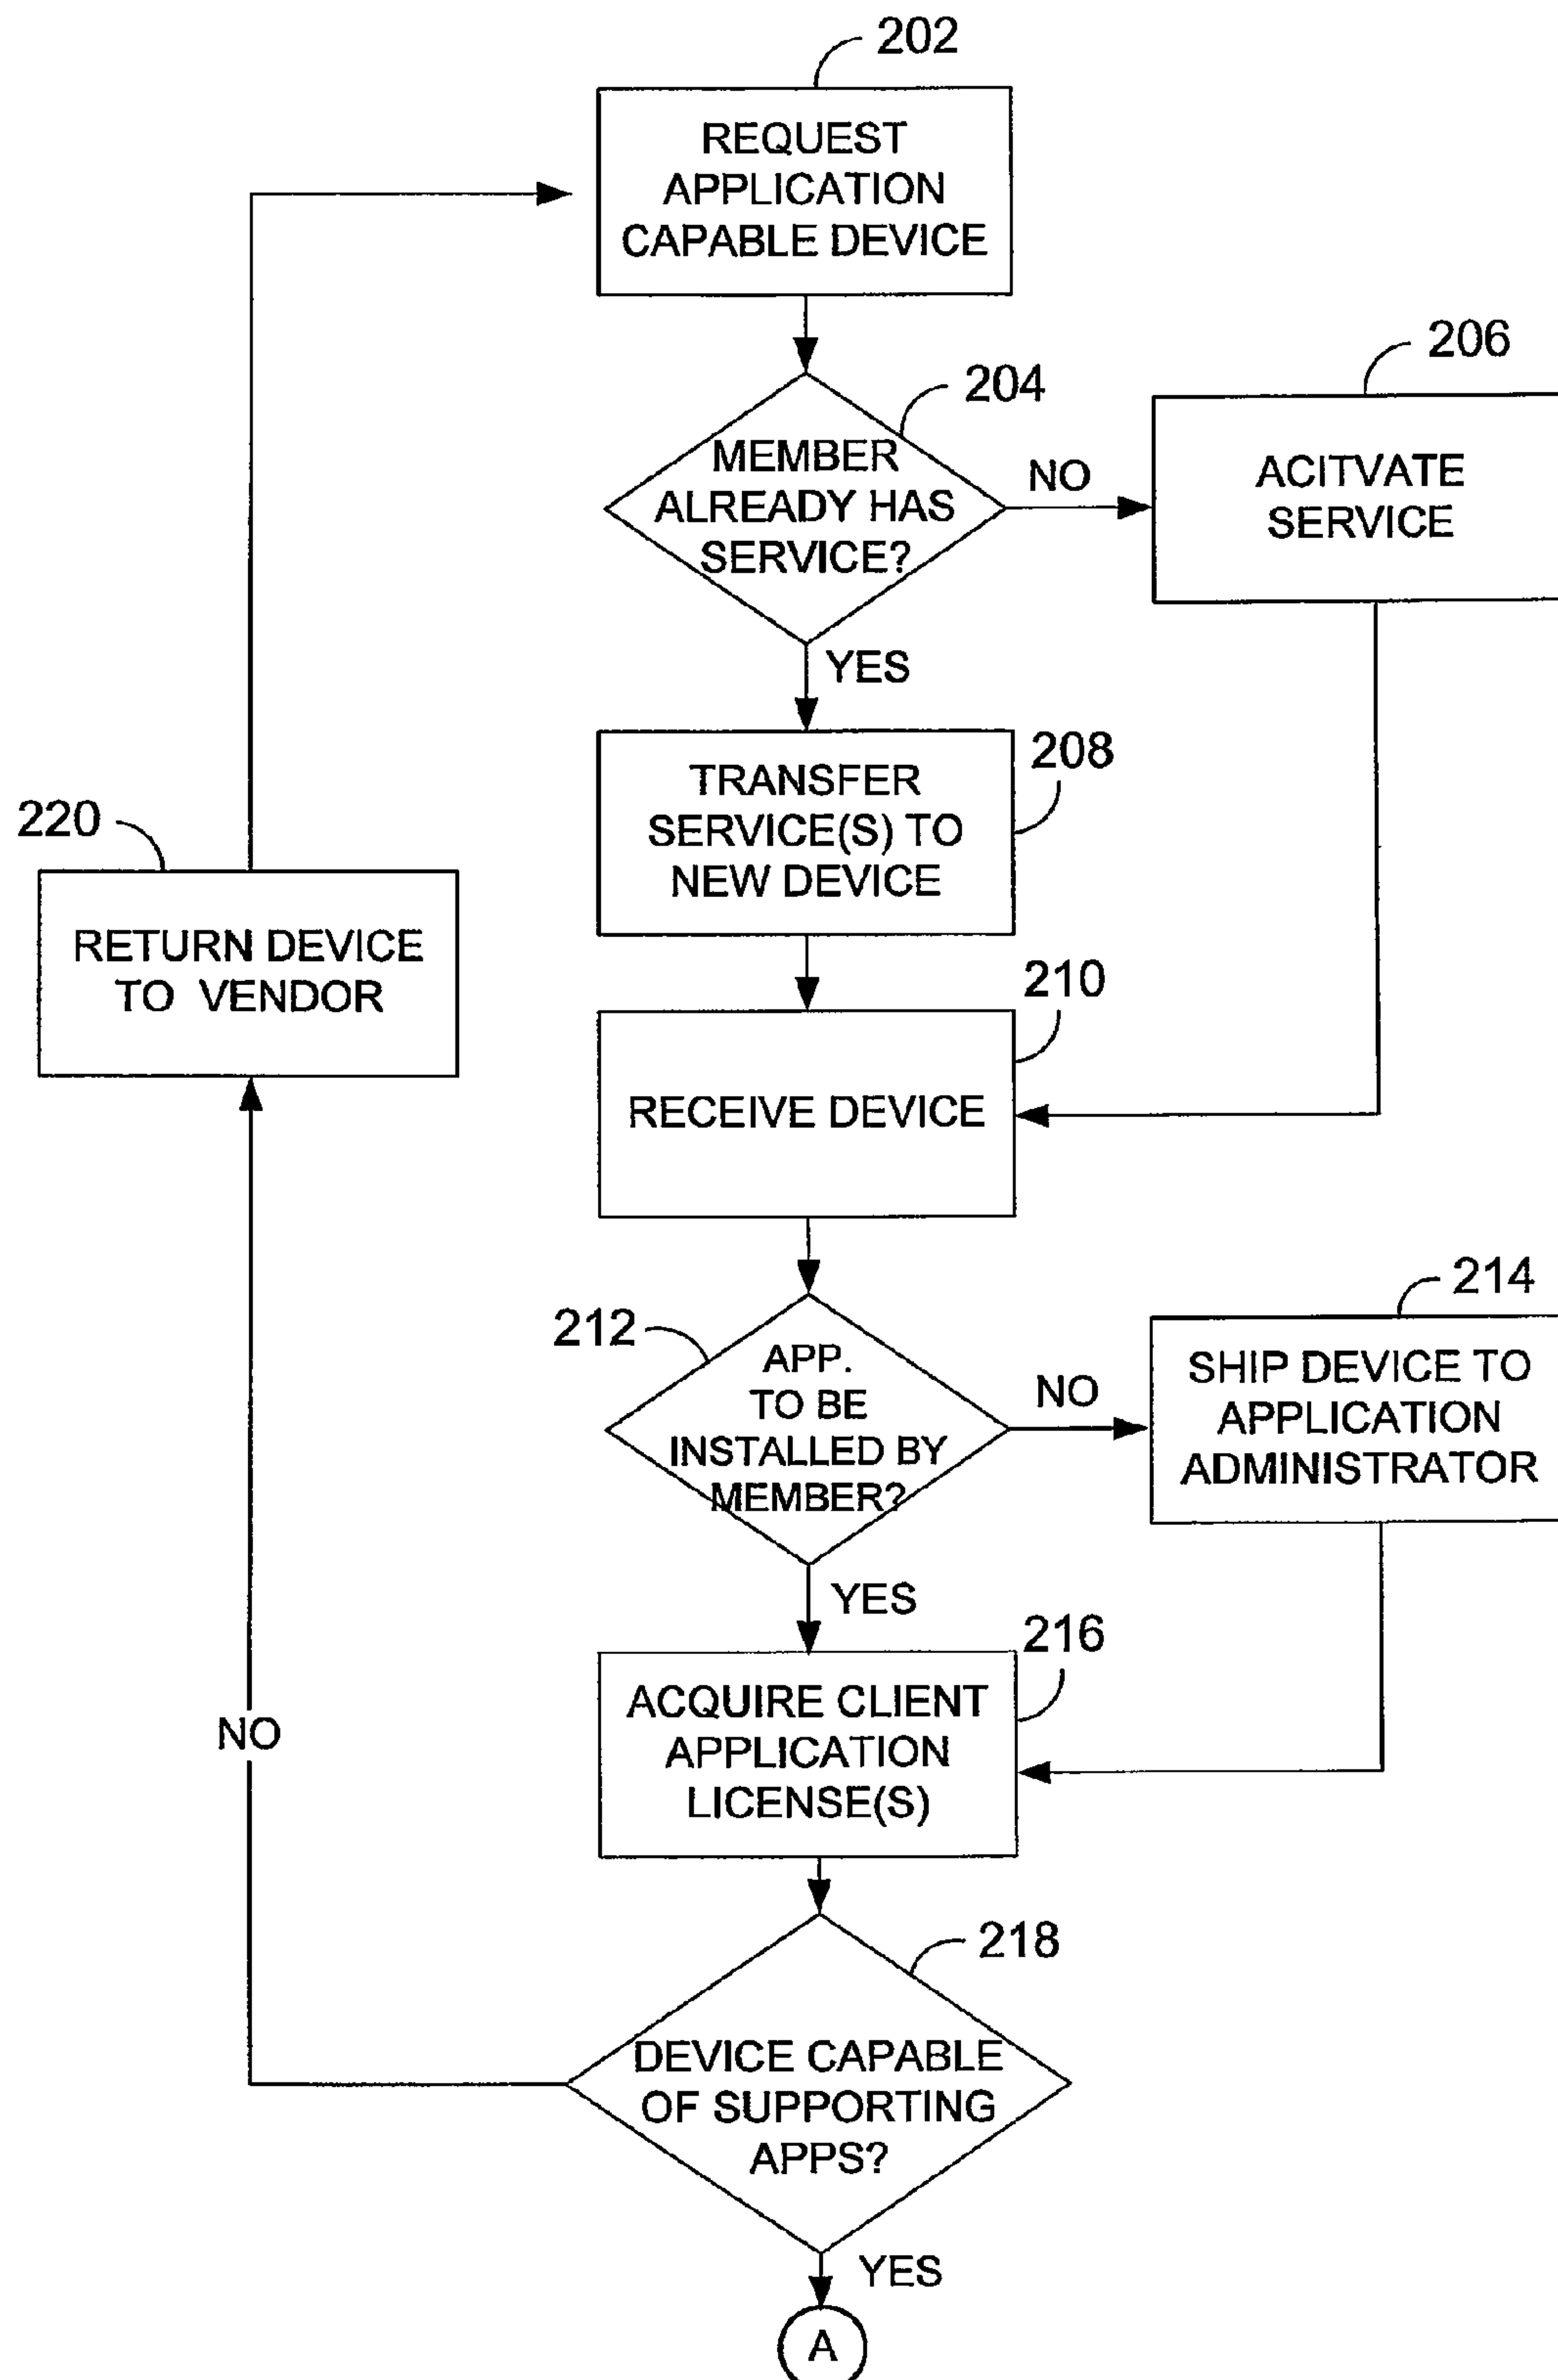 202
REQUEST
APPLICATION
CAPABLE DEVICE
204
MEMBER
ALREADY HAS
SERVICE?
NO
206
ACITVATE
SERVICE
YES
208
TRANSFER
SERVICE(S) TO
NEW DEVICE
220
RETURN DEVICE
TO VENDOR
210
RECEIVE DEVICE
212
APP.
TO BE
INSTALLED BY
MEMBER?
NO
214
SHIP DEVICE TO
APPLICATION
ADMINISTRATOR
YES
216
ACQUIRE CLIENT
APPLICATION
LICENSE(S)
NO
218
DEVICE CAPABLE
OF SUPPORTING
APPS?
YES
A